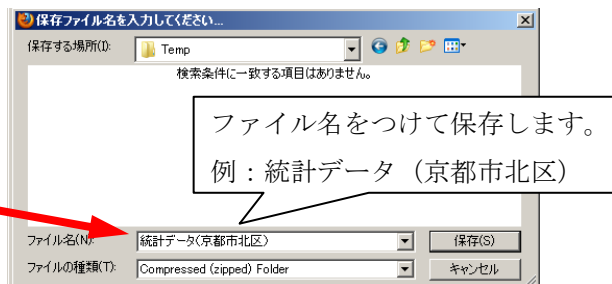 保存ファイル名を入力してください...
保存する場所(I):
Temp
検索条件に一致する項目はありません。
ファイル名をつけて保存します。
例：統計データ（京都市北区）
ファイル名(N):
統計データ(京都市北区)
保存(S)
ファイルの種類(T):
Compressed (zipped) Folder
キャンセル